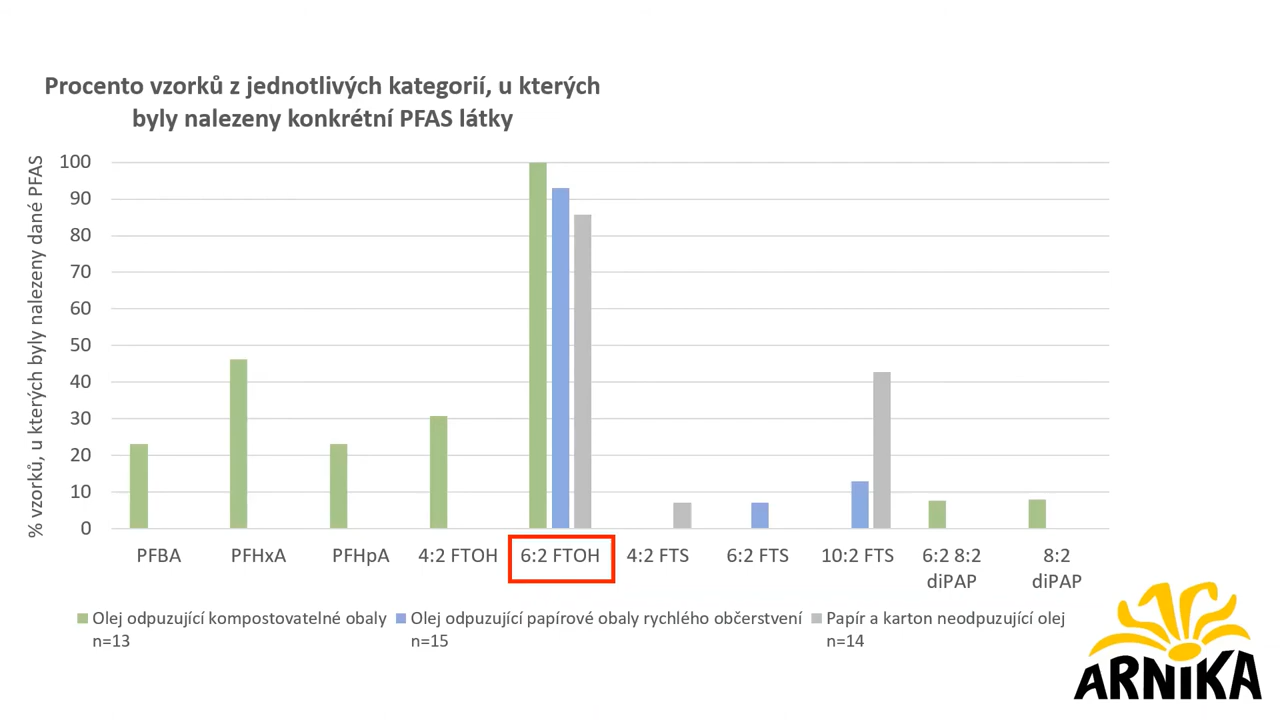 Procento vzorků z jednotlivých kategorií, u kterých
byly nalezeny konkrétní PFAS látky
% vzorků, u kterých byly nalezeny dané PFAS
100
90
80
70
60
50
40
30
20
10
0
PFBA
PFHxA
PFHpA
4:2 FTOH
6:2 FTOH
4:2 FTS
6:2 FTS
10:2 FTS
6:2 8:2
diPAP
8:2
diPAP
Olej odpuzující kompostovatelné obaly
n=13
Olej odpuzující papírové obaly rychlého občerstvení
n=15
Papír a karton neodpuzující olej
n=14
ARNiKA